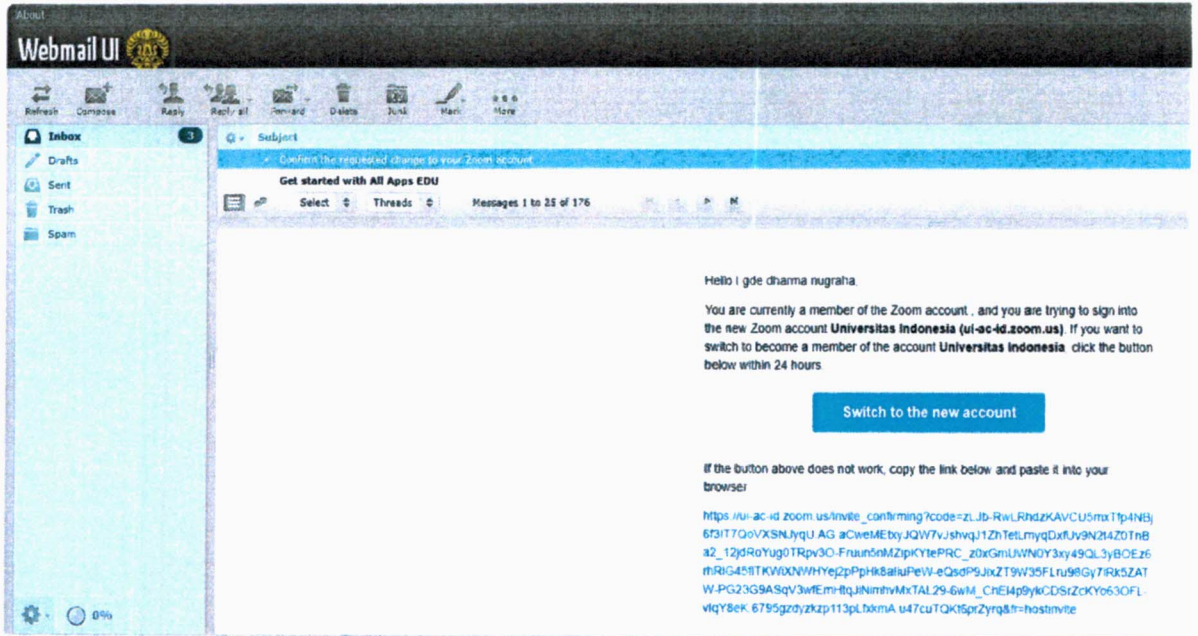 About
Webmail UI
Refresh Compose Reply Reply all Forward Delete Junk Mark More
Inbox 3
Drafts
Sent
Trash
Spam
Subject
Confirm the requested change to your Zoom account
Get started with All Apps EDU
Select Threads Messages 1 to 25 of 176
Hello I gde dharma nugraha,
You are currently a member of the Zoom account , and you are trying to sign into
the new Zoom account Universitas Indonesia (ui-ac-id.zoom.us). If you want to
switch to become a member of the account Universitas Indonesia click the button
below within 24 hours
Switch to the new account
If the button above does not work, copy the link below and paste it into your
browser
0%